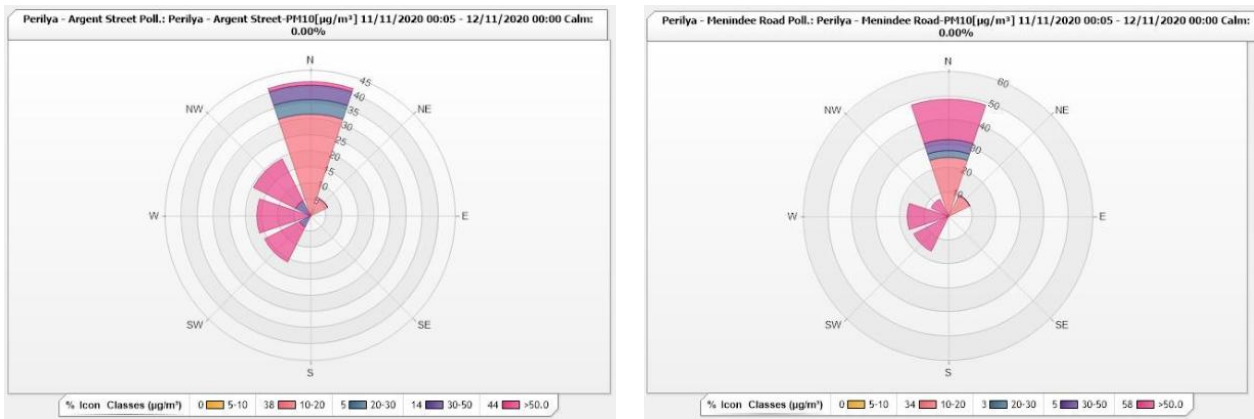 Perilya - Argent Street Poll.: Perilya - Argent Street-PM10[µg/m³] 11/11/2020 00:05 - 12/11/2020 00:00 Calm:
0.00%
N
45
40
35
30
25
20
15
10
5
NW
NE
W
E
SW
SE
S
% Icon Classes (µg/m³) 0 5-10 38 10-20 5 20-30 14 30-50 44 >50.0
Perilya - Menindee Road Poll.: Perilya - Menindee Road-PM10[µg/m³] 11/11/2020 00:05 - 12/11/2020 00:00 Calm:
0.00%
N
60
50
40
30
20
10
NW
NE
W
E
SW
SE
S
% Icon Classes (µg/m³) 0 5-10 34 10-20 3 20-30 5 30-50 58 >50.0